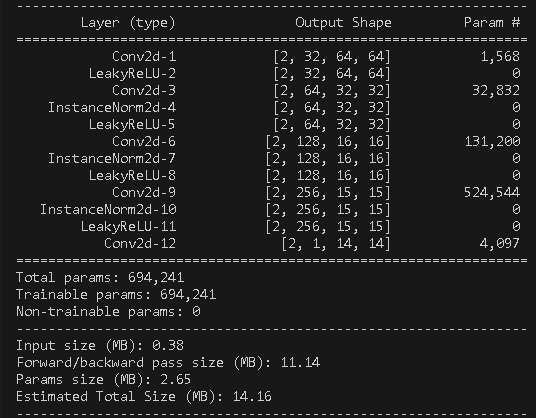 ----------------------------------------------------------------
        Layer (type)               Output Shape         Param #
================================================================
            Conv2d-1            [2, 32, 64, 64]           1,568
         LeakyReLU-2            [2, 32, 64, 64]               0
            Conv2d-3            [2, 64, 32, 32]          32,832
    InstanceNorm2d-4            [2, 64, 32, 32]               0
         LeakyReLU-5            [2, 64, 32, 32]               0
            Conv2d-6           [2, 128, 16, 16]         131,200
    InstanceNorm2d-7           [2, 128, 16, 16]               0
         LeakyReLU-8           [2, 128, 16, 16]               0
            Conv2d-9           [2, 256, 15, 15]         524,544
   InstanceNorm2d-10           [2, 256, 15, 15]               0
        LeakyReLU-11           [2, 256, 15, 15]               0
           Conv2d-12             [2, 1, 14, 14]           4,097
================================================================
Total params: 694,241
Trainable params: 694,241
Non-trainable params: 0
----------------------------------------------------------------
Input size (MB): 0.38
Forward/backward pass size (MB): 11.14
Params size (MB): 2.65
Estimated Total Size (MB): 14.16
----------------------------------------------------------------